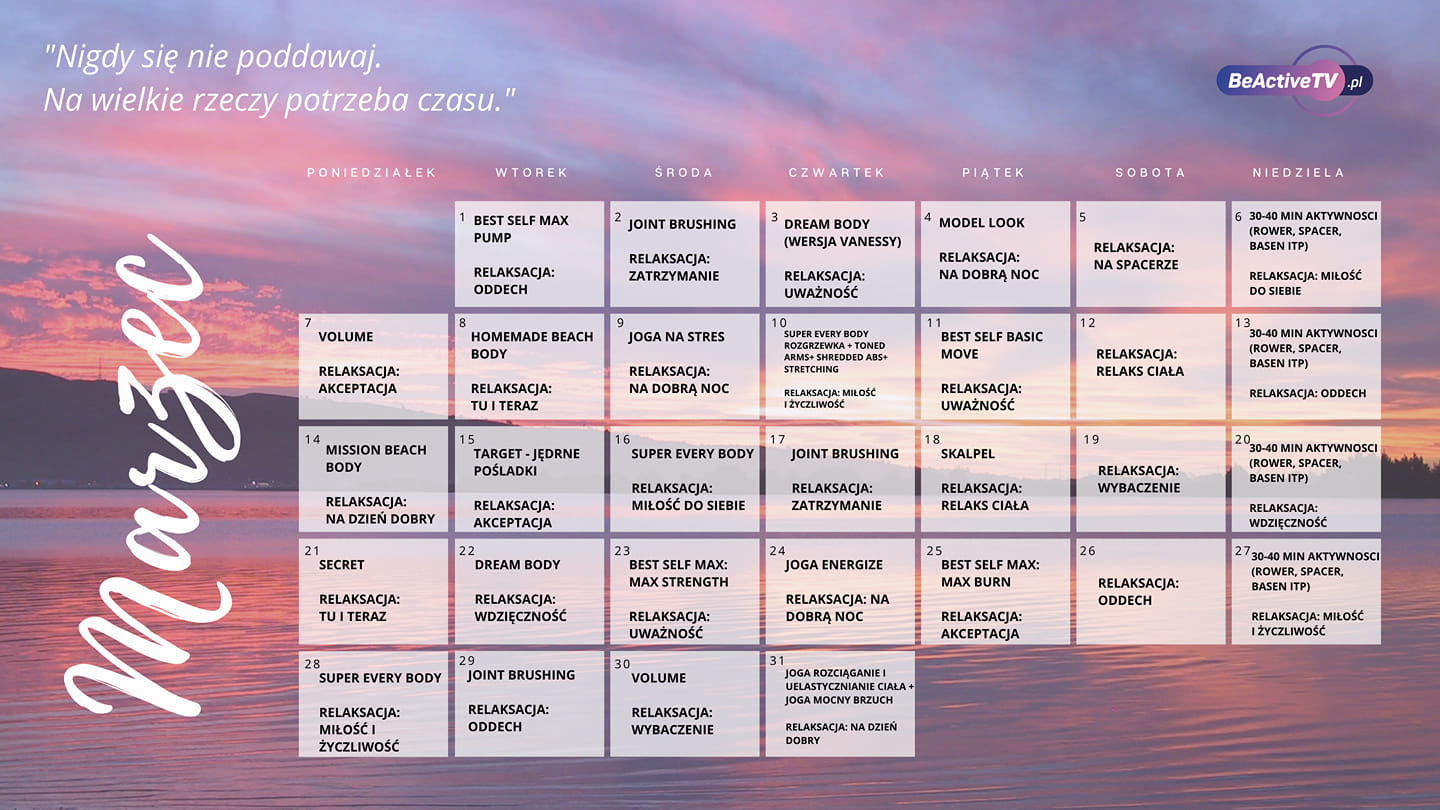 "Nigdy się nie poddawaj.
Na wielkie rzeczy potrzeba czasu."
BeActiveTV.pl
Marzec
PONIEDZIAŁEK WTOREK ŚRODA CZWARTEK PIĄTEK SOBOTA NIEDZIELA
1 BEST SELF MAX
PUMP
RELAKSACJA:
ODDECH
2 JOINT BRUSHING
RELAKSACJA:
ZATRZYMANIE
3 DREAM BODY
(WERSJA VANESSY)
RELAKSACJA:
UWAŻNOŚĆ
4 MODEL LOOK
RELAKSACJA:
NA DOBRĄ NOC
5
RELAKSACJA:
NA SPACERZE
6 30-40 MIN AKTYWNOSCI
(ROWER, SPACER,
BASEN ITP)
RELAKSACJA: MIŁOŚĆ
DO SIEBIE
7
VOLUME
RELAKSACJA:
AKCEPTACJA
8
HOMEMADE BEACH
BODY
RELAKSACJA:
TU I TERAZ
9
JOGA NA STRES
RELAKSACJA:
NA DOBRĄ NOC
10
SUPER EVERY BODY
ROZGRZEWKA + TONED
ARMS+ SHREDDED ABS+
STRETCHING
RELAKSACJA: MIŁOŚĆ
I ŻYCZLIWOŚĆ
11
BEST SELF BASIC
MOVE
RELAKSACJA:
UWAŻNOŚĆ
12
RELAKSACJA:
RELAKS CIAŁA
13
30-40 MIN AKTYWNOSCI
(ROWER, SPACER,
BASEN ITP)
RELAKSACJA: ODDECH
14
MISSION BEACH
BODY
RELAKSACJA:
NA DZIEŃ DOBRY
15
TARGET - JĘDRNE
POŚLADKI
RELAKSACJA:
AKCEPTACJA
16
SUPER EVERY BODY
RELAKSACJA:
MIŁOŚĆ DO SIEBIE
17
JOINT BRUSHING
RELAKSACJA:
ZATRZYMANIE
18
SKALPEL
RELAKSACJA:
RELAKS CIAŁA
19
RELAKSACJA:
WYBACZENIE
20
30-40 MIN AKTYWNOSCI
(ROWER, SPACER,
BASEN ITP)
RELAKSACJA:
WDZIĘCZNOŚĆ
21
SECRET
RELAKSACJA:
TU I TERAZ
22
DREAM BODY
RELAKSACJA:
WDZIĘCZNOŚĆ
23
BEST SELF MAX:
MAX STRENGTH
RELAKSACJA:
UWAŻNOŚĆ
24
JOGA ENERGIZE
RELAKSACJA: NA
DOBRĄ NOC
25
BEST SELF MAX:
MAX BURN
RELAKSACJA:
AKCEPTACJA
26
RELAKSACJA:
ODDECH
27
30-40 MIN AKTYWNOSCI
(ROWER, SPACER,
BASEN ITP)
RELAKSACJA: MIŁOŚĆ
I ŻYCZLIWOŚĆ
28
SUPER EVERY BODY
RELAKSACJA:
MIŁOŚĆ I
ŻYCZLIWOŚĆ
29
JOINT BRUSHING
RELAKSACJA:
ODDECH
30
VOLUME
RELAKSACJA:
WYBACZENIE
31
JOGA ROZCIĄGANIE I
UELASTYCZNIANIE CIAŁA +
JOGA MOCNY BRZUCH
RELAKSACJA: NA DZIEŃ
DOBRY